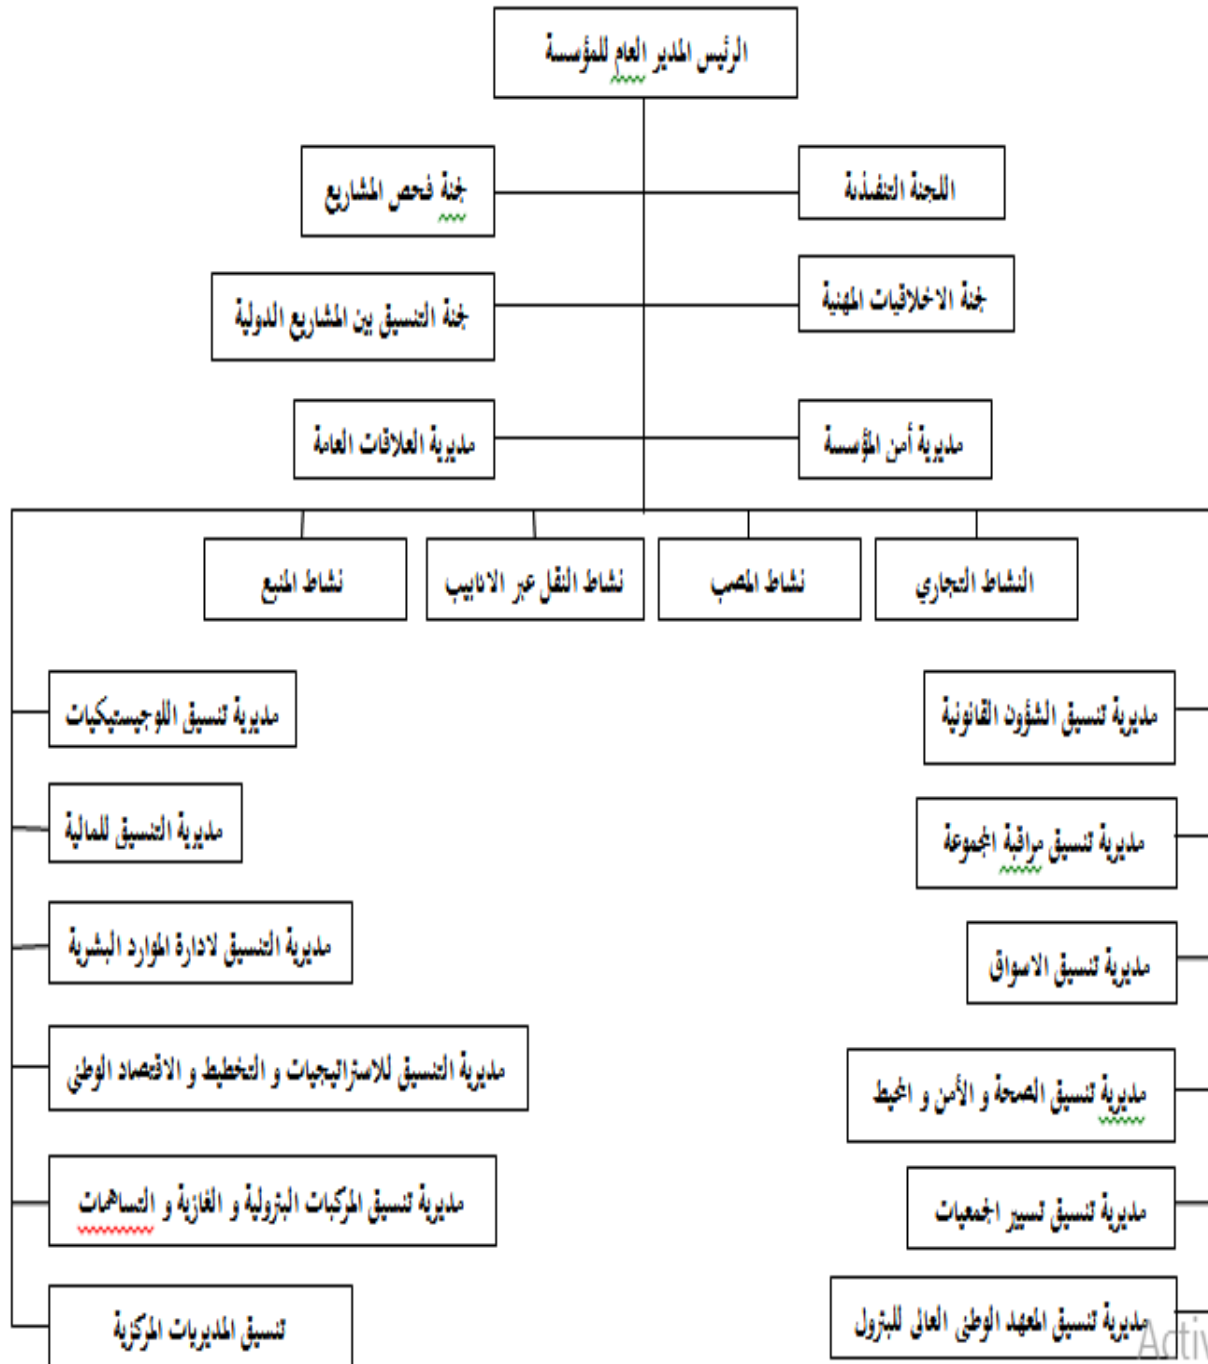 الرئيس المدير العام للمؤسسة
اللجنة التنفيذية
لجنة فحص المشاريع
لجنة الاخلاقيات المهنية
لجنة التنسيق بين المشاريع الدولية
مديرية أمن المؤسسة
مديرية العلاقات العامة
النشاط التجاري
نشاط المصب
نشاط النقل عبر الانابيب
نشاط المنبع
مديرية تنسيق الشؤون القانونية
مديرية تنسيق اللوجيستيكيات
مديرية تنسيق مراقبة المجموعة
مديرية التنسيق للمالية
مديرية تنسيق الاسواق
مديرية التنسيق لادارة الموارد البشرية
مديرية تنسيق الصحة و الأمن و المحيط
مديرية التنسيق للاستراتيجيات و التخطيط و الاقتصاد الوطني
مديرية تنسيق تسيير الجمعيات
مديرية تنسيق المركبات البترولية و الغازية و التساهمات
مديرية تنسيق المعهد الوطني العالي للبترول
تنسيق المديريات المركزية
Activ